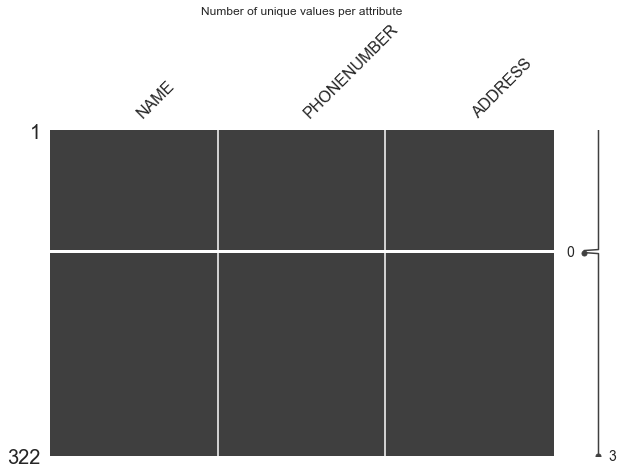 Number of unique values per attribute
NAME
PHONENUMBER
ADDRESS
1
0
322
3